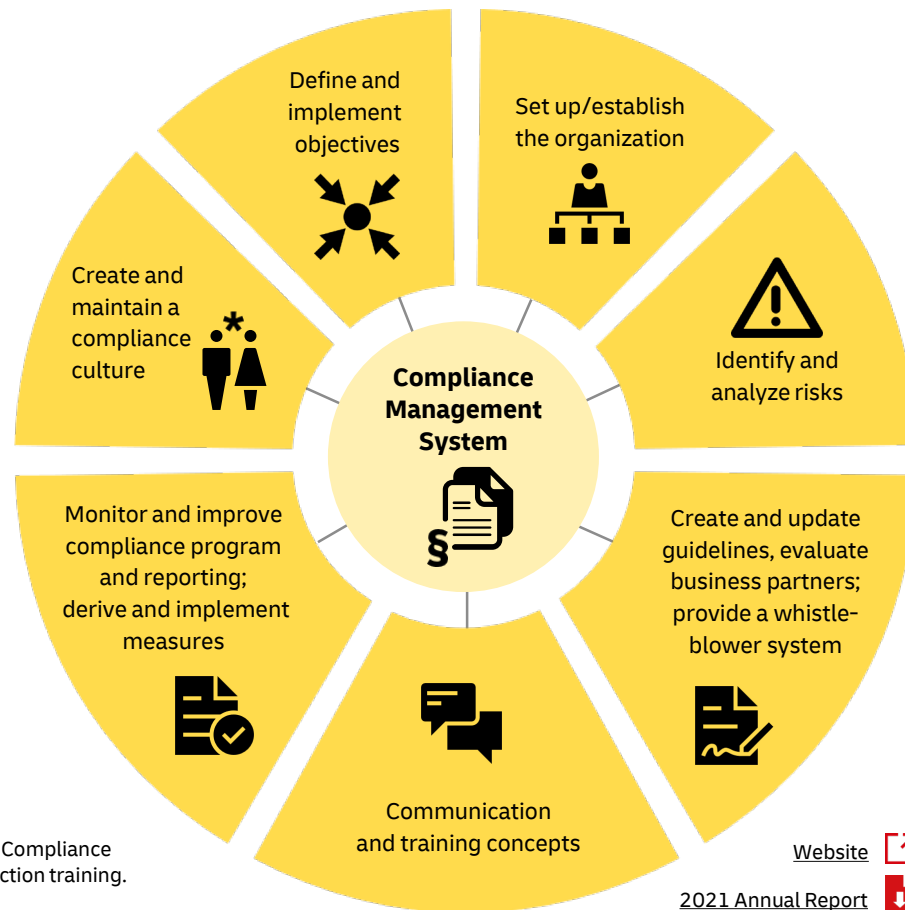 Define and
implement
objectives
Set up/establish
the organization
Create and
maintain a
compliance
culture
*
Identify and
analyze risks
Compliance
Management
System
§
Monitor and improve
compliance program
and reporting;
derive and implement
measures
Create and update
guidelines, evaluate
business partners;
provide a whistle-
blower system
Communication
and training concepts
Compliance
ction training.
Website
2021 Annual Report